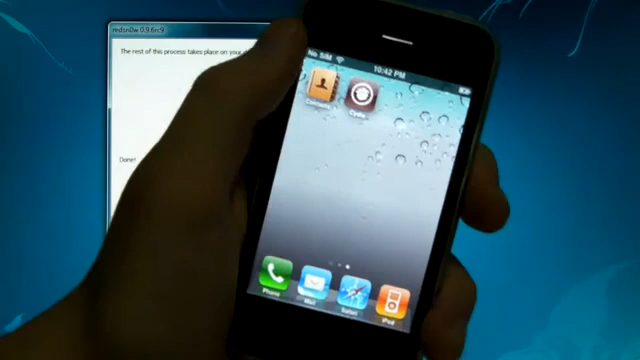 redsn0w 0.9.6rc9
The rest of this process takes place on your
Done!
No SIM
10:42 PM
Contacts
Cydia
Phone
Mail
Safari
iPod